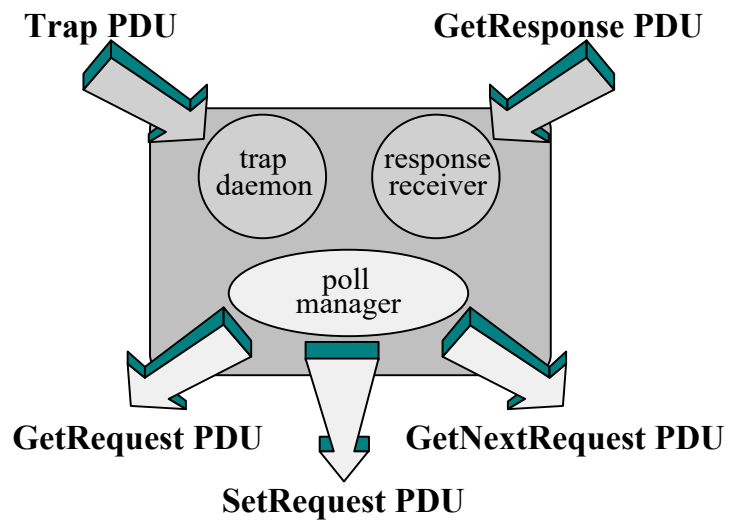 Trap PDU
GetResponse PDU
trap
daemon
response
receiver
poll
manager
GetRequest PDU
GetNextRequest PDU
SetRequest PDU